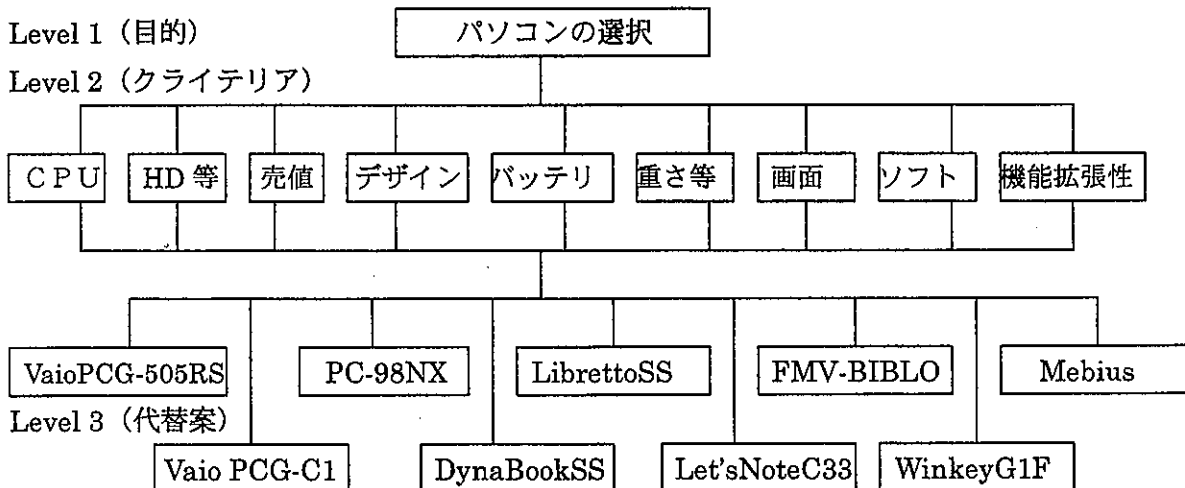 Level 1（目的）
パソコンの選択
Level 2（クライテリア）
ＣＰＵ HD 等 売値 デザイン バッテリ 重さ等 画面 ソフト 機能拡張性
VaioPCG-505RS PC-98NX LibrettoSS FMV-BIBLO Mebius
Level 3（代替案）
Vaio PCG-C1 DynaBookSS Let'sNoteC33 WinkeyG1F